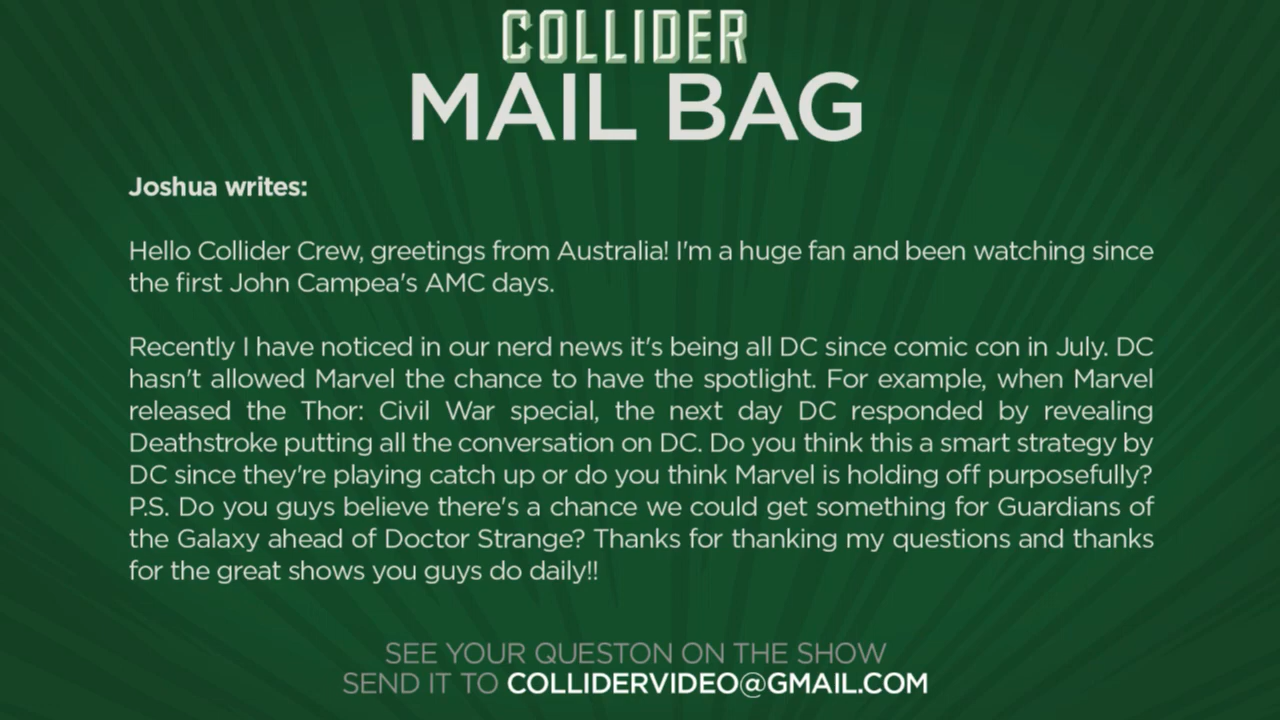 COLLIDER
MAIL BAG
Joshua writes:
Hello Collider Crew, greetings from Australia! I'm a huge fan and been watching since
the first John Campea's AMC days.
Recently I have noticed in our nerd news it's being all DC since comic con in July. DC
hasn't allowed Marvel the chance to have the spotlight. For example, when Marvel
released the Thor: Civil War special, the next day DC responded by revealing
Deathstroke putting all the conversation on DC. Do you think this a smart strategy by
DC since they're playing catch up or do you think Marvel is holding off purposefully?
P.S. Do you guys believe there's a chance we could get something for Guardians of
the Galaxy ahead of Doctor Strange? Thanks for thanking my questions and thanks
for the great shows you guys do daily!!
SEE YOUR QUESTON ON THE SHOW
SEND IT TO COLLIDERVIDEO@GMAIL.COM